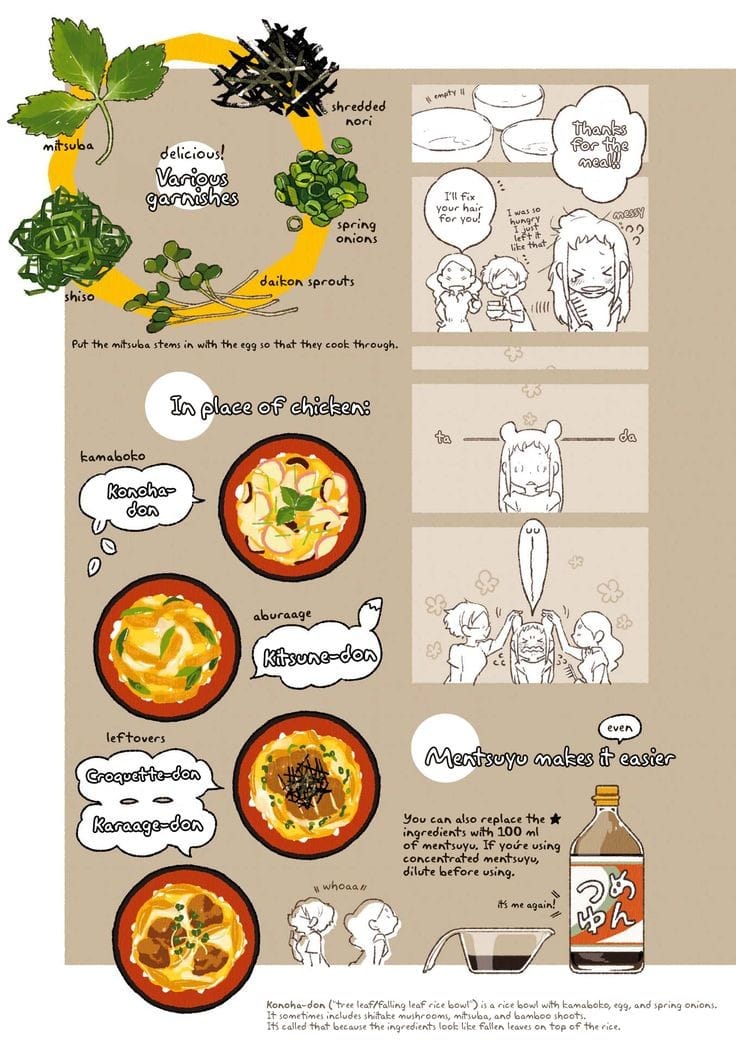 mitsuba
shredded
nori
delicious!
Various
garnishes
spring
onions
shiso
daikon sprouts
Put the mitsuba stems in with the egg so that they cook through.
In place of chicken:
kamaboko
Konoha-
don
aburaage
Kitsune-don
leftovers
Croquette-don
Karaage-don
empty
Thanks
for the
meal!!
I'll fix
your hair
for you!
I was so
hungry
I just
left it
like that
messy
ta
da
uu
even
Mentsuyu makes it easier
You can also replace the ★
ingredients with 100 ml
of mentsuyu. If you're using
concentrated mentsuyu,
dilute before using.
whoaa
it's me again!
めん
つゆ
Konoha-don ("tree leaf/falling leaf rice bowl") is a rice bowl with kamaboko, egg, and spring onions.
It sometimes includes shiitake mushrooms, mitsuba, and bamboo shoots.
It's called that because the ingredients look like fallen leaves on top of the rice.